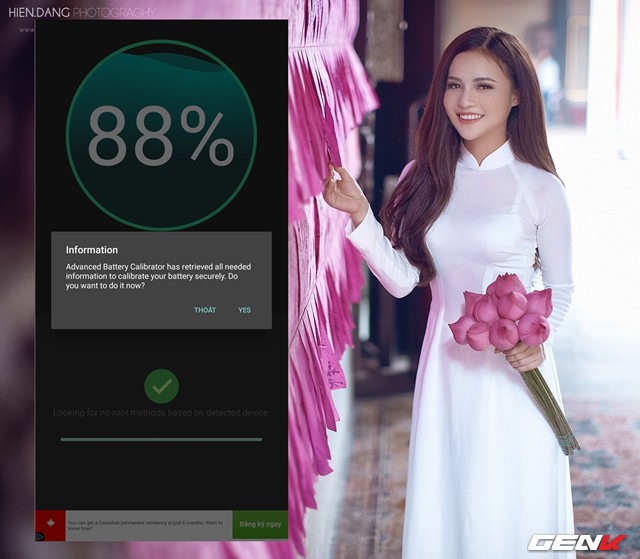 HIEN.DANG PHOTOGRAPHY
www.
88%
Information
Advanced Battery Calibrator has retrieved all needed
information to calibrate your battery securely. Do
you want to do it now?
THOÁT YES
Looking for no root methods based on detected device.
You can get a Canadian permanent residency in just 6 months. Want to
know how?
Đăng ký ngay
GENK